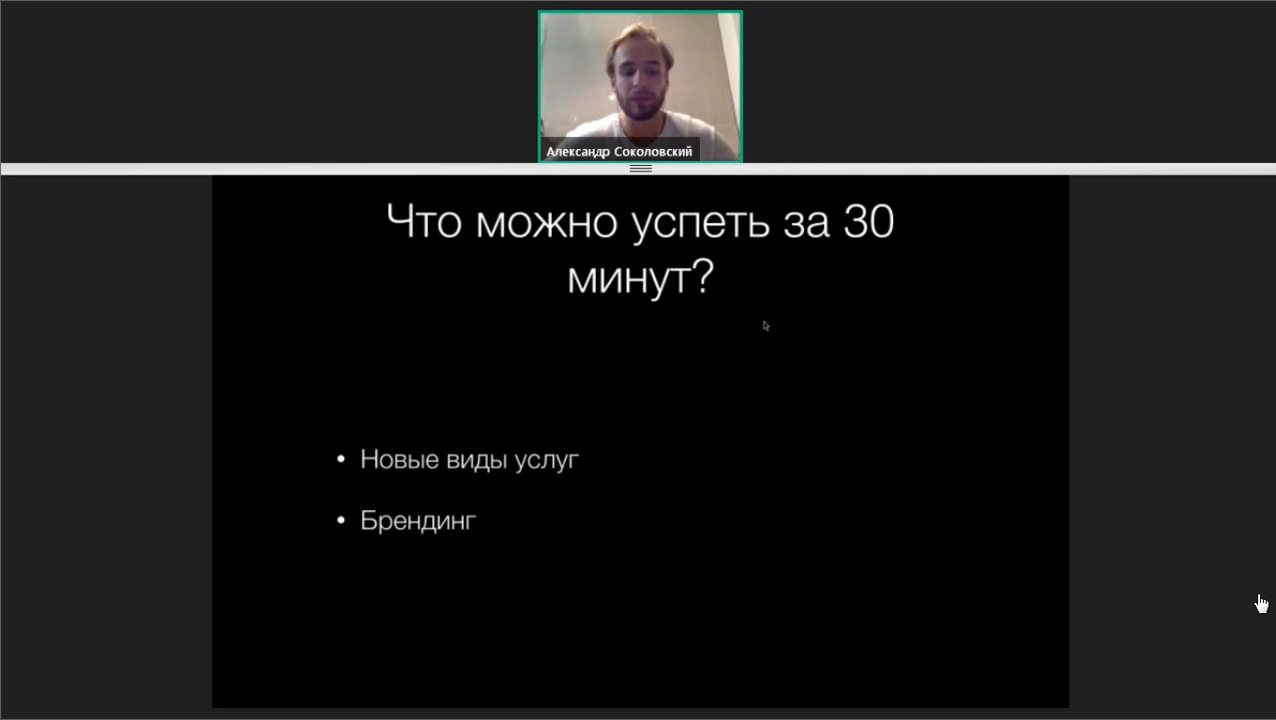 Александр Соколовский
Что можно успеть за 30
минут?
• Новые виды услуг
• Брендинг